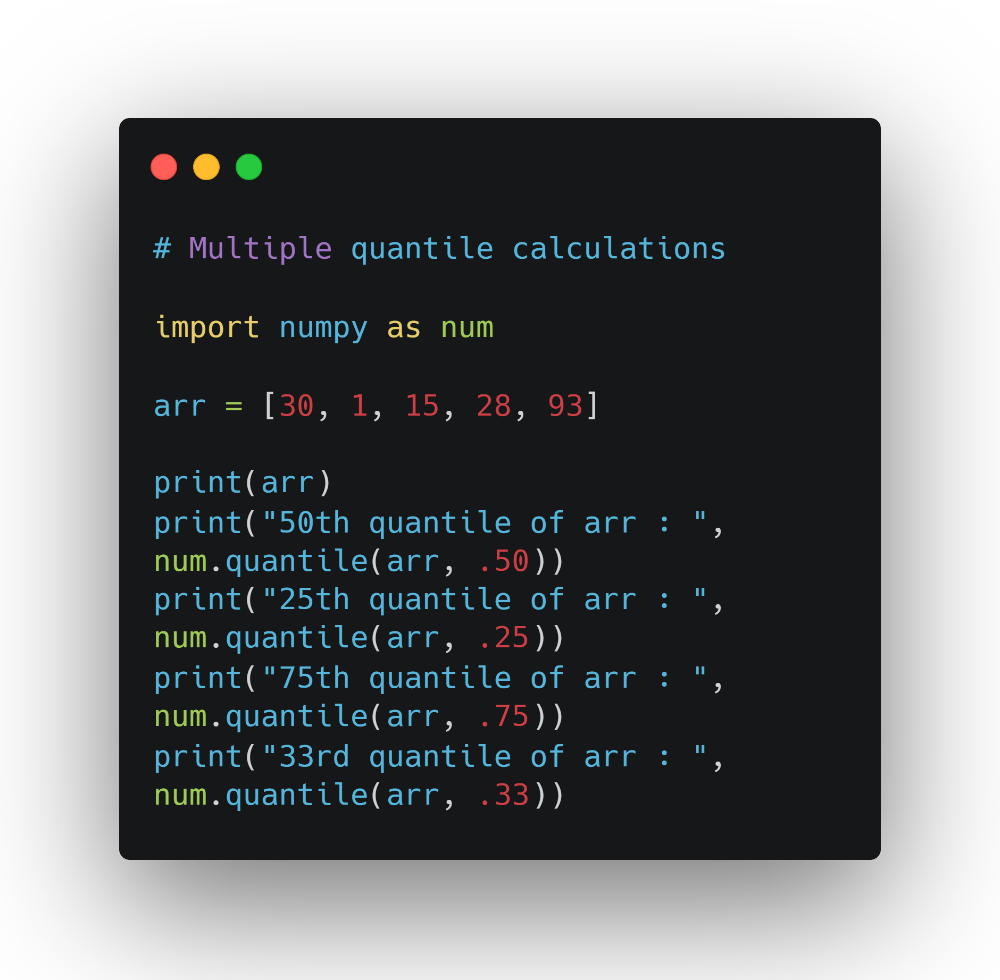 # Multiple quantile calculations
import numpy as num
arr = [30, 1, 15, 28, 93]
print(arr)
print("50th quantile of arr : ",
num.quantile(arr, .50))
print("25th quantile of arr : ",
num.quantile(arr, .25))
print("75th quantile of arr : ",
num.quantile(arr, .75))
print("33rd quantile of arr : ",
num.quantile(arr, .33))